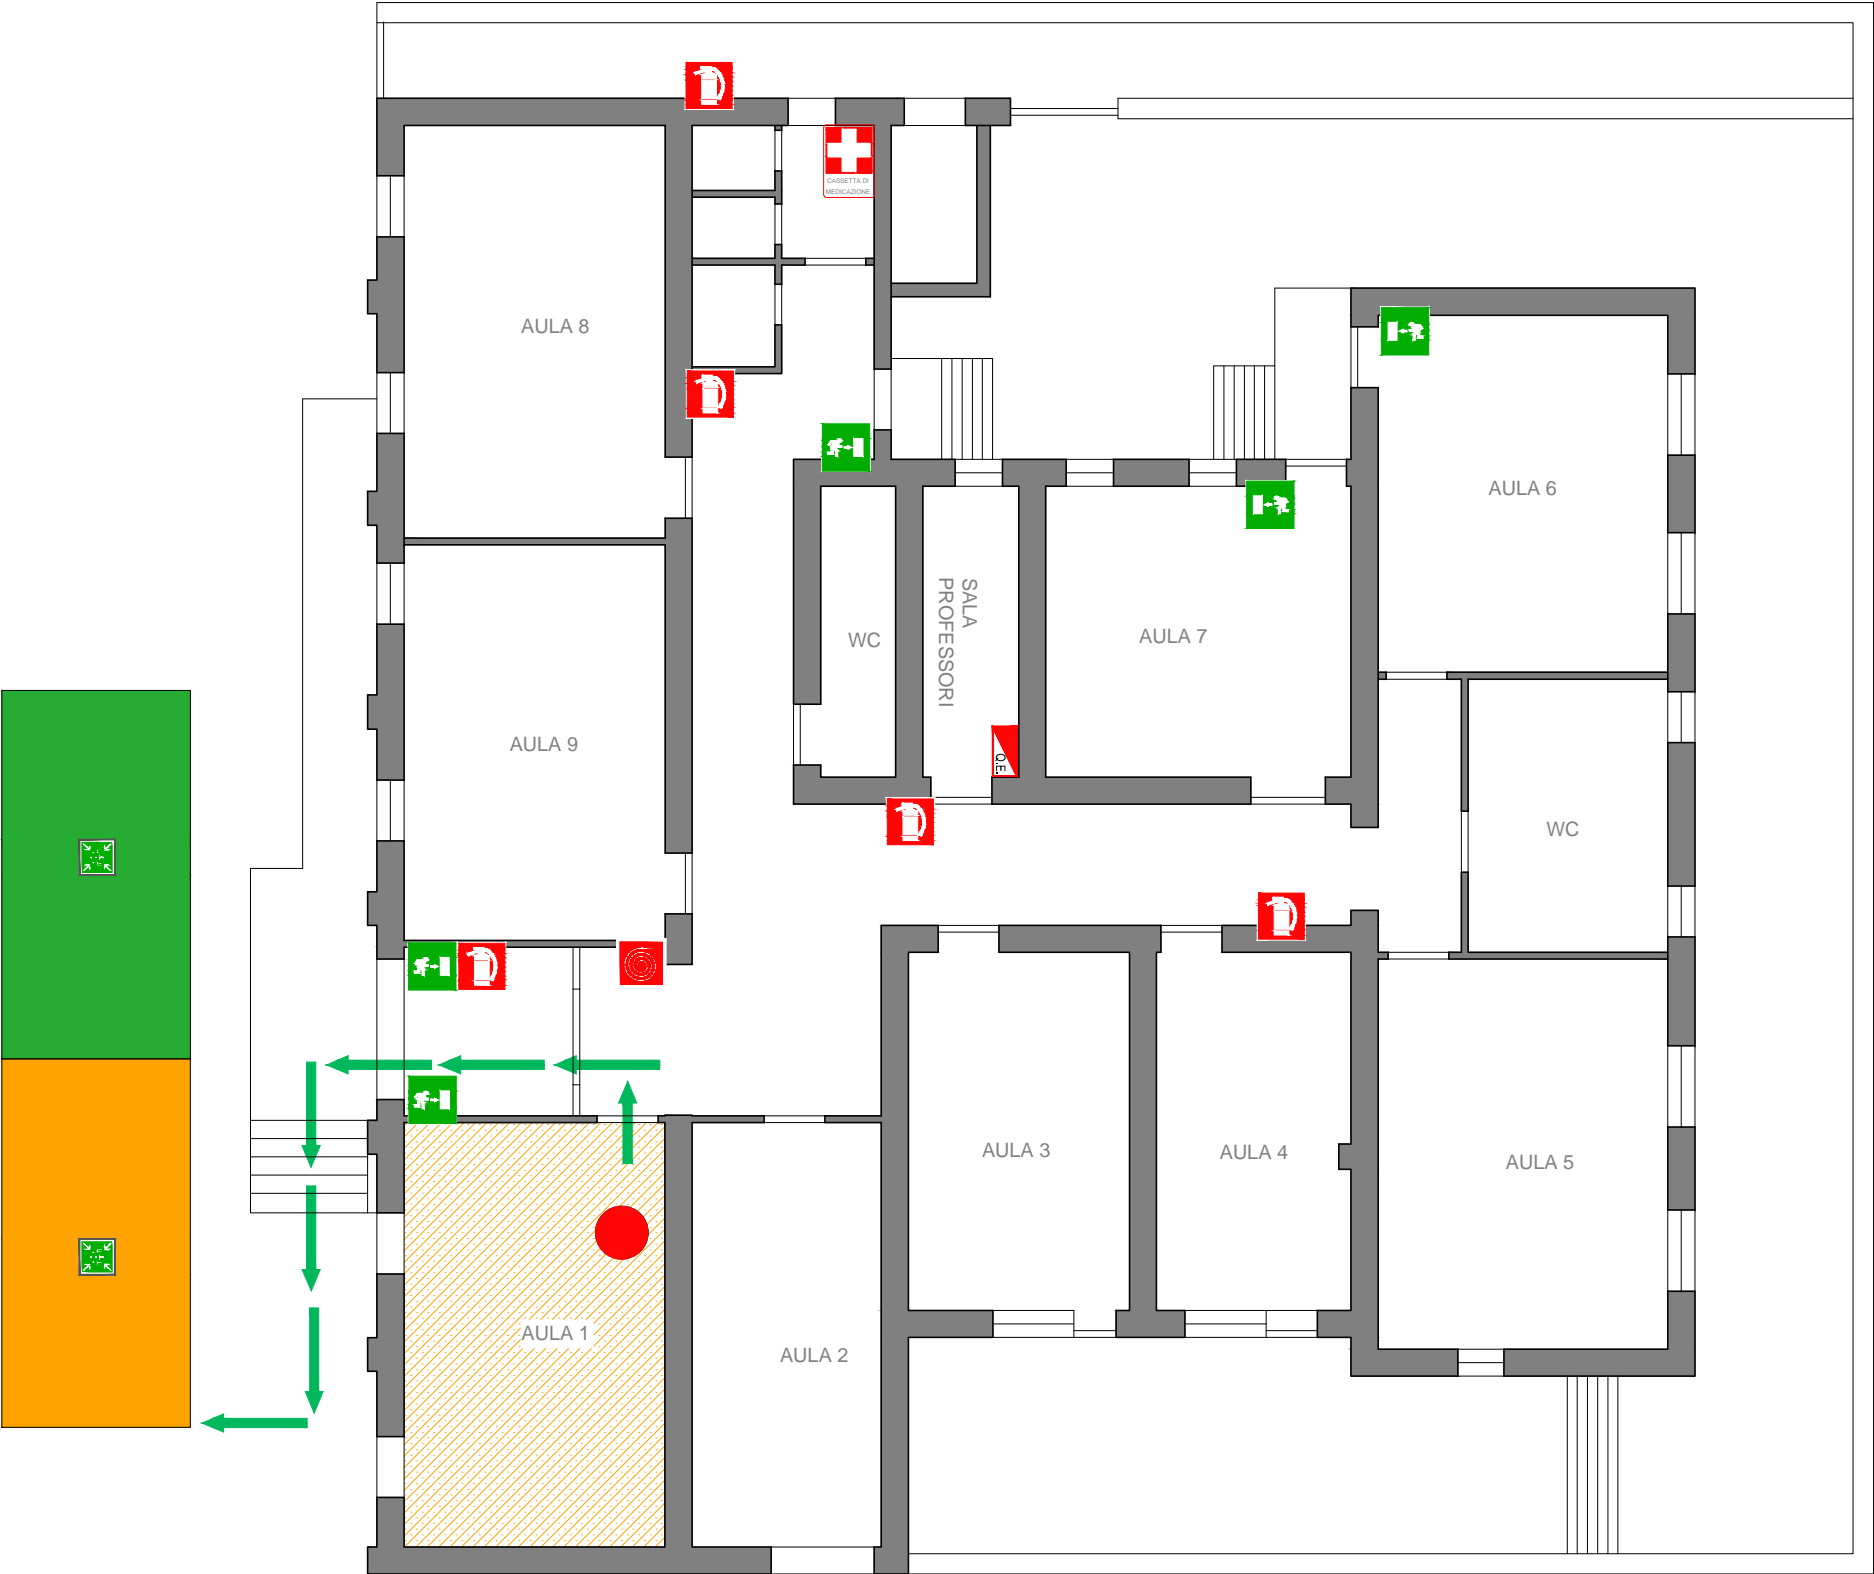 CASSETTA DI
MEDICAZIONE
AULA 8
AULA 6
SALA
PROFESSORI
WC
AULA 7
AULA 9
Q.E.
WC
AULA 3
AULA 4
AULA 5
AULA 1
AULA 2